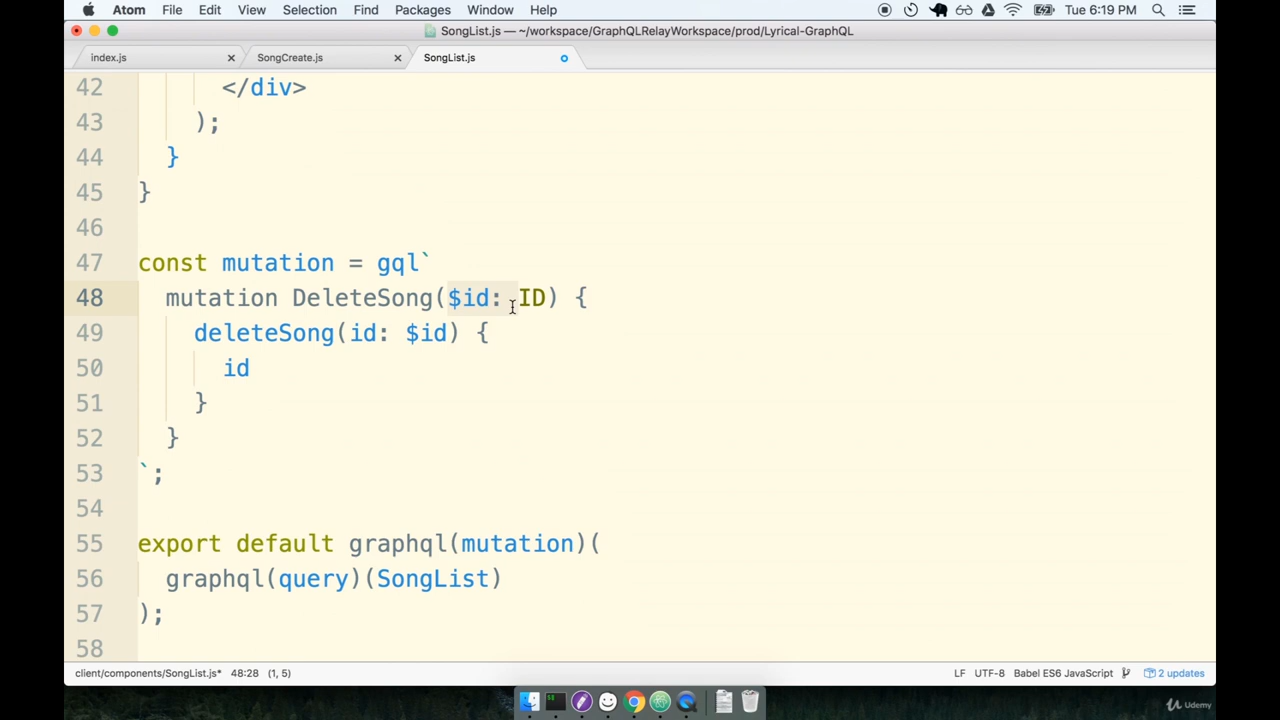 Atom File Edit View Selection Find Packages Window Help Tue 6:19 PM
SongList.js — ~/workspace/GraphQLRelayWorkspace/prod/Lyrical-GraphQL
index.js SongCreate.js SongList.js
42 </div>
43 );
44 }
45 }
46
47 const mutation = gql`
48 mutation DeleteSong($id: ID) {
49 deleteSong(id: $id) {
50 id
51 }
52 }
53 `;
54
55 export default graphql(mutation)(
56 graphql(query)(SongList)
57 );
58
client/components/SongList.js* 48:28 (1, 5) LF UTF-8 Babel ES6 JavaScript 2 updates
Udemy